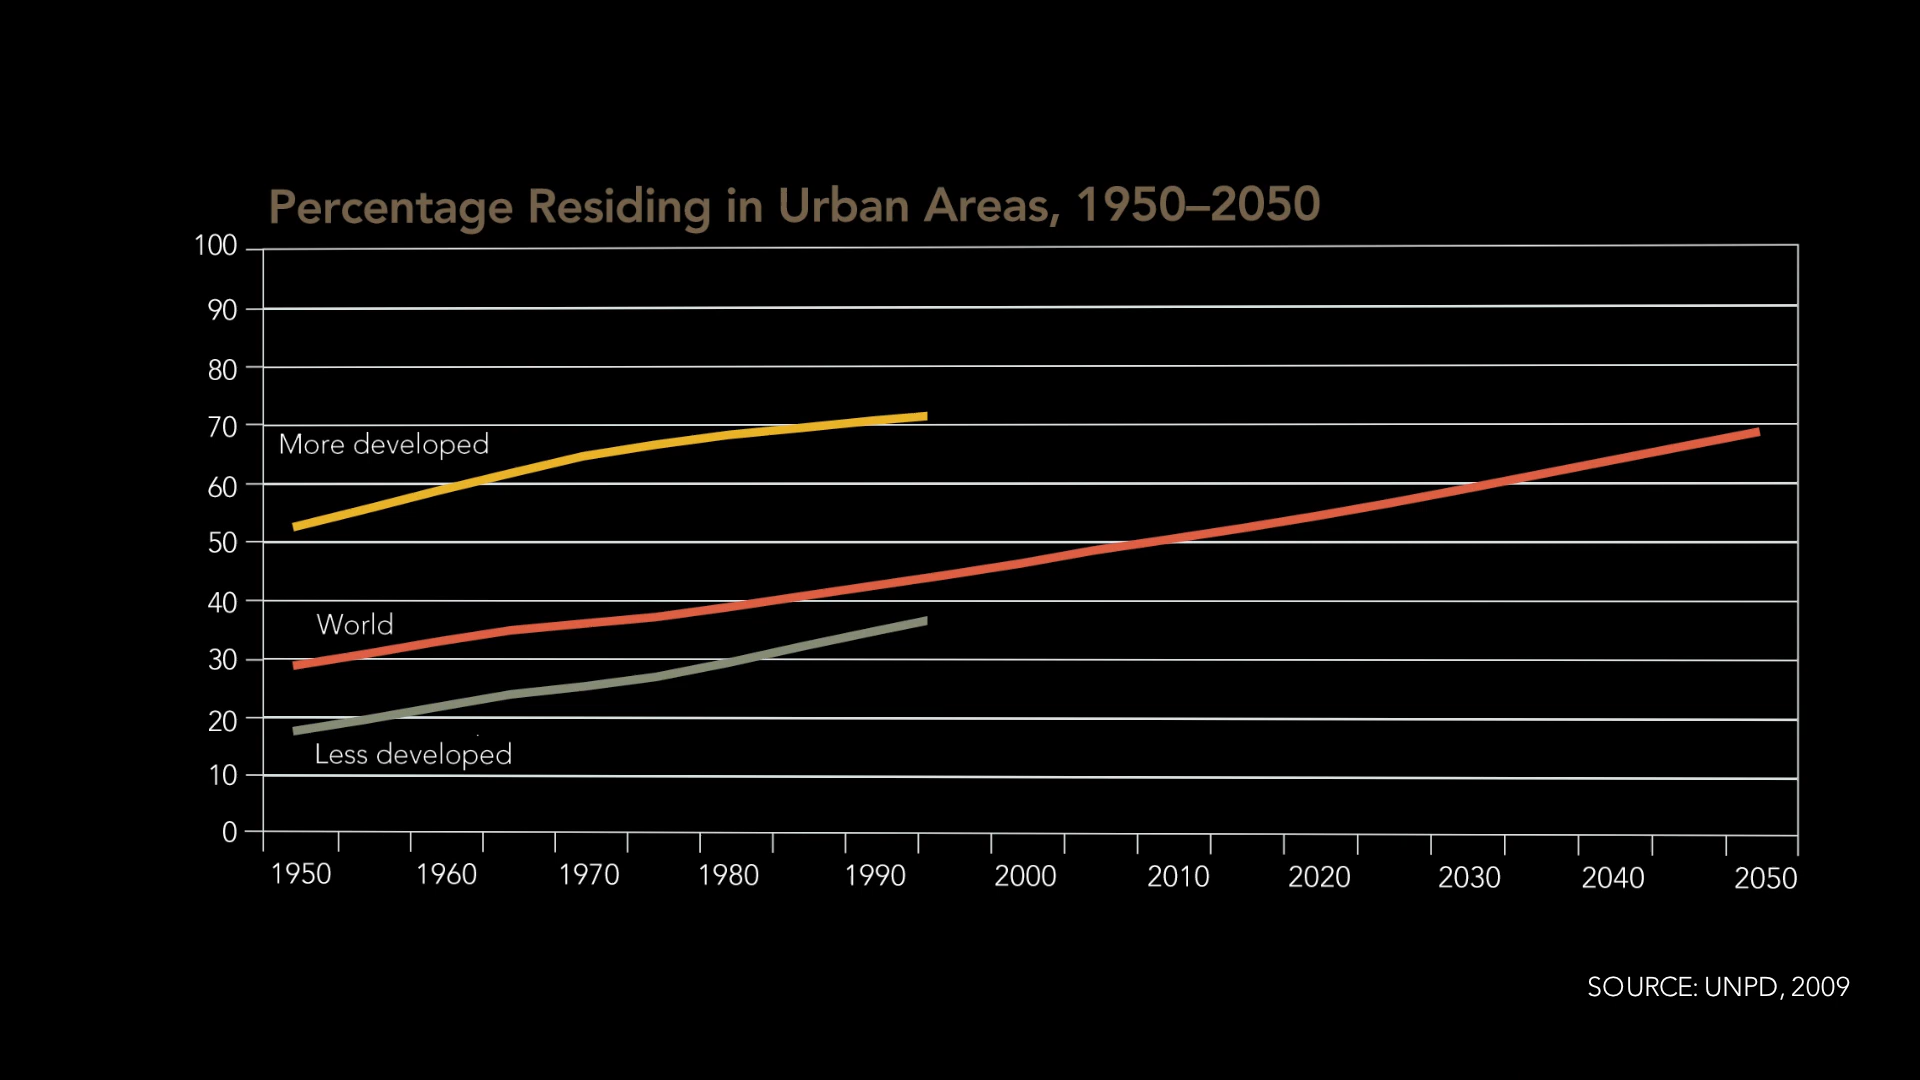 Percentage Residing in Urban Areas, 1950–2050
100
90
80
70
More developed
60
50
40
World
30
20
Less developed
10
0
1950 1960 1970 1980 1990 2000 2010 2020 2030 2040 2050
SOURCE: UNPD, 2009